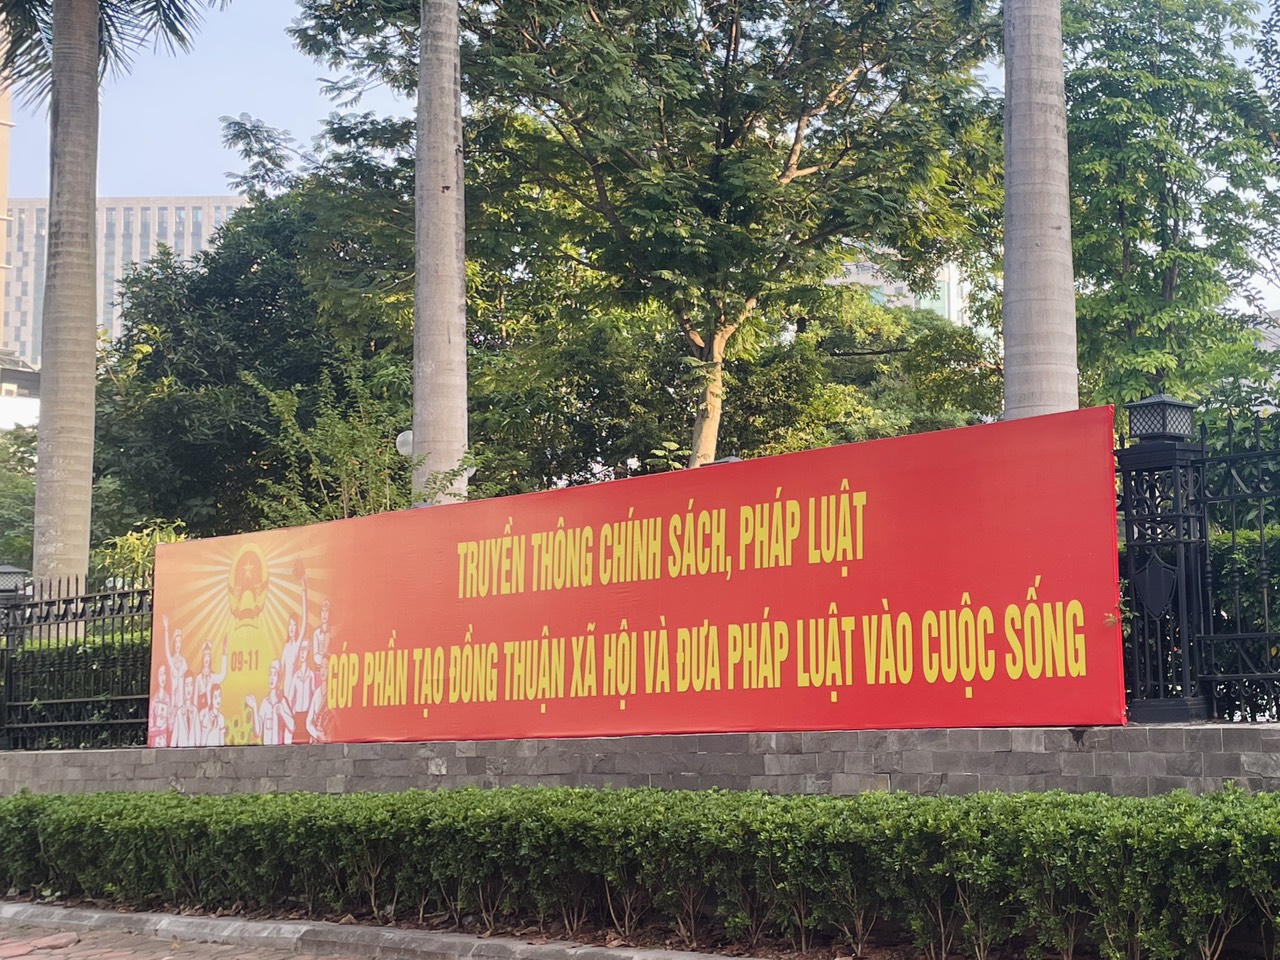 TRUYỀN THÔNG CHÍNH SÁCH, PHÁP LUẬT
GÓP PHẦN TẠO ĐỒNG THUẬN XÃ HỘI VÀ ĐƯA PHÁP LUẬT VÀO CUỘC SỐNG
09-11